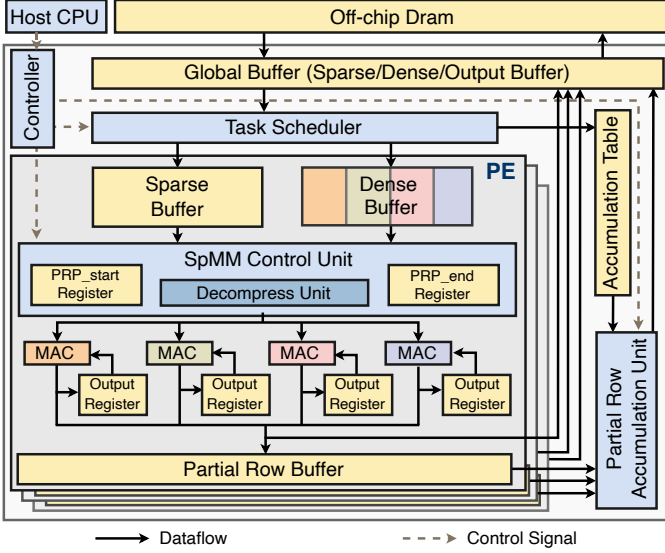 Host CPU
Off-chip Dram
Controller
Global Buffer (Sparse/Dense/Output Buffer)
Task Scheduler
Accumulation Table
PE
Sparse
Buffer
Dense
Buffer
SpMM Control Unit
PRP_start
Register
Decompress Unit
PRP_end
Register
MAC
MAC
MAC
MAC
Output
Register
Output
Register
Output
Register
Output
Register
Partial Row
Accumulation Unit
Partial Row Buffer
Dataflow
Control Signal